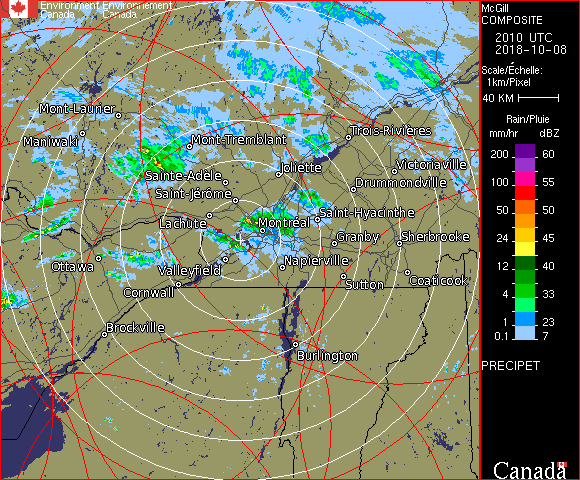 Environment Environnement
Canada Canada
McGill
COMPOSITE
2010 UTC
2018-10-08
Scale/Échelle:
1km/Pixel
40 KM
Rain/Pluie
mm/hr dBZ
200 60
100 55
50 50
24 45
12 40
4 33
1 23
0.1 7
PRECIPET
Canada
Mont-Laurier
Maniwaki
Mont-Tremblant
Trois-Rivières
Sainte-Adèle
Joliette
Victoriaville
Saint-Jérôme
Drummondville
Lachute
Montréal
Saint-Hyacinthe
Granby
Sherbrooke
Ottawa
Valleyfield
Napierville
Cornwall
Sutton
Coaticook
Brockville
Burlington